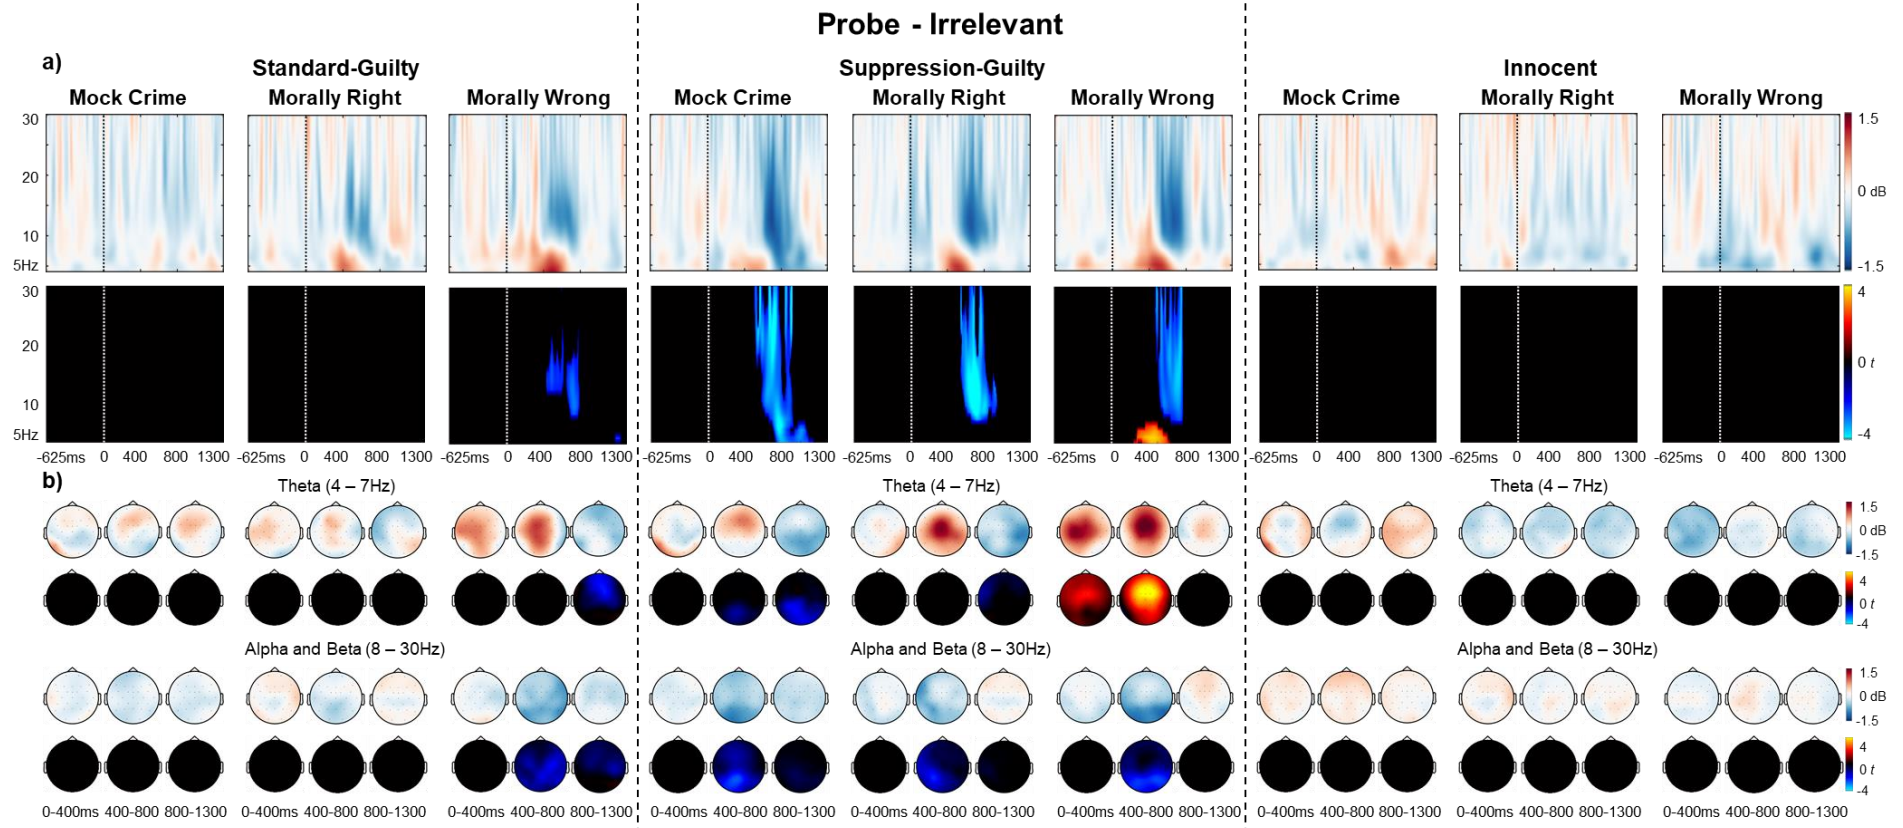 Probe - Irrelevant
a)
Standard-Guilty Suppression-Guilty Innocent
Mock Crime Morally Right Morally Wrong Mock Crime Morally Right Morally Wrong Mock Crime Morally Right Morally Wrong
30 1.5
20 0 dB
10
5Hz -1.5
30 4
20 0 t
10
5Hz -4
-625ms 0 400 800 1300 -625ms 0 400 800 1300 -625ms 0 400 800 1300 -625ms 0 400 800 1300 -625ms 0 400 800 1300 -625ms 0 400 800 1300 -625ms 0 400 800 1300 -625ms 0 400 800 1300 -625ms 0 400 800 1300
b)
Theta (4 – 7Hz) Theta (4 – 7Hz) Theta (4 – 7Hz)
1.5
0 dB
-1.5
4
0 t
-4
Alpha and Beta (8 – 30Hz) Alpha and Beta (8 – 30Hz) Alpha and Beta (8 – 30Hz)
1.5
0 dB
-1.5
4
0 t
-4
0-400ms 400-800 800-1300 0-400ms 400-800 800-1300 0-400ms 400-800 800-1300 0-400ms 400-800 800-1300 0-400ms 400-800 800-1300 0-400ms 400-800 800-1300 0-400ms 400-800 800-1300 0-400ms 400-800 800-1300 0-400ms 400-800 800-1300